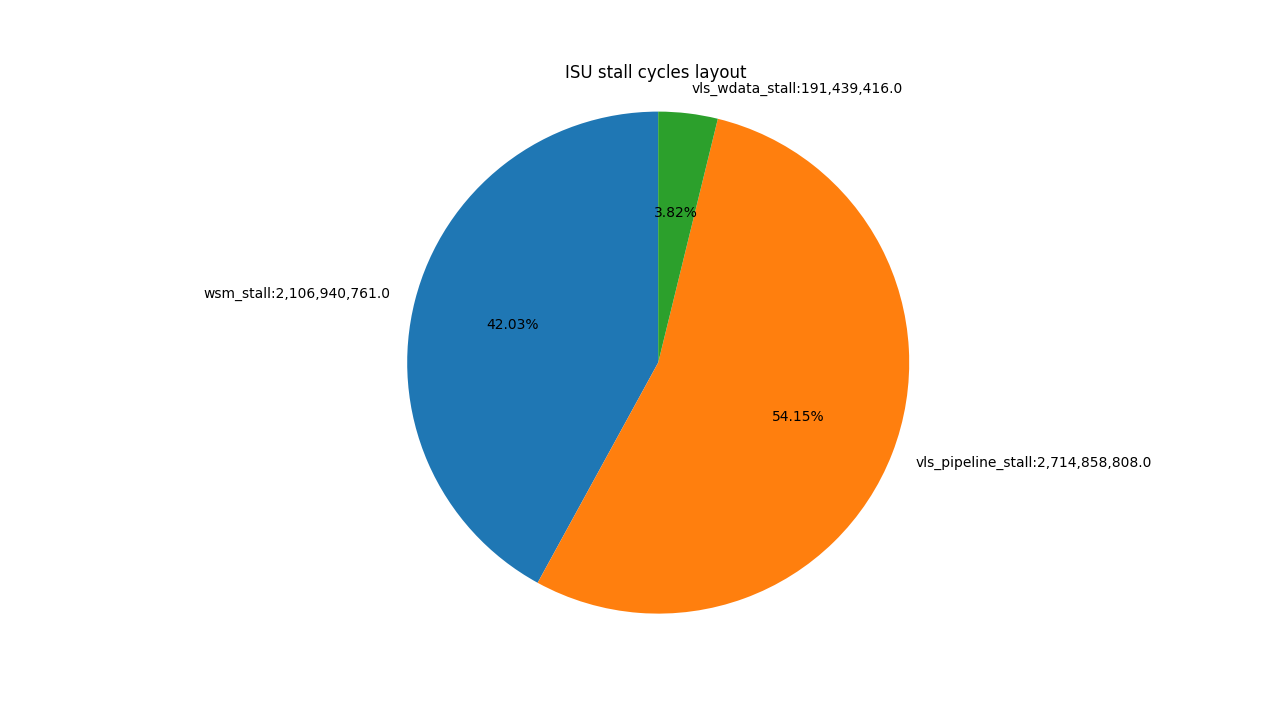 ISU stall cycles layout
vls_wdata_stall:191,439,416.0
3.82%
wsm_stall:2,106,940,761.0
42.03%
54.15%
vls_pipeline_stall:2,714,858,808.0